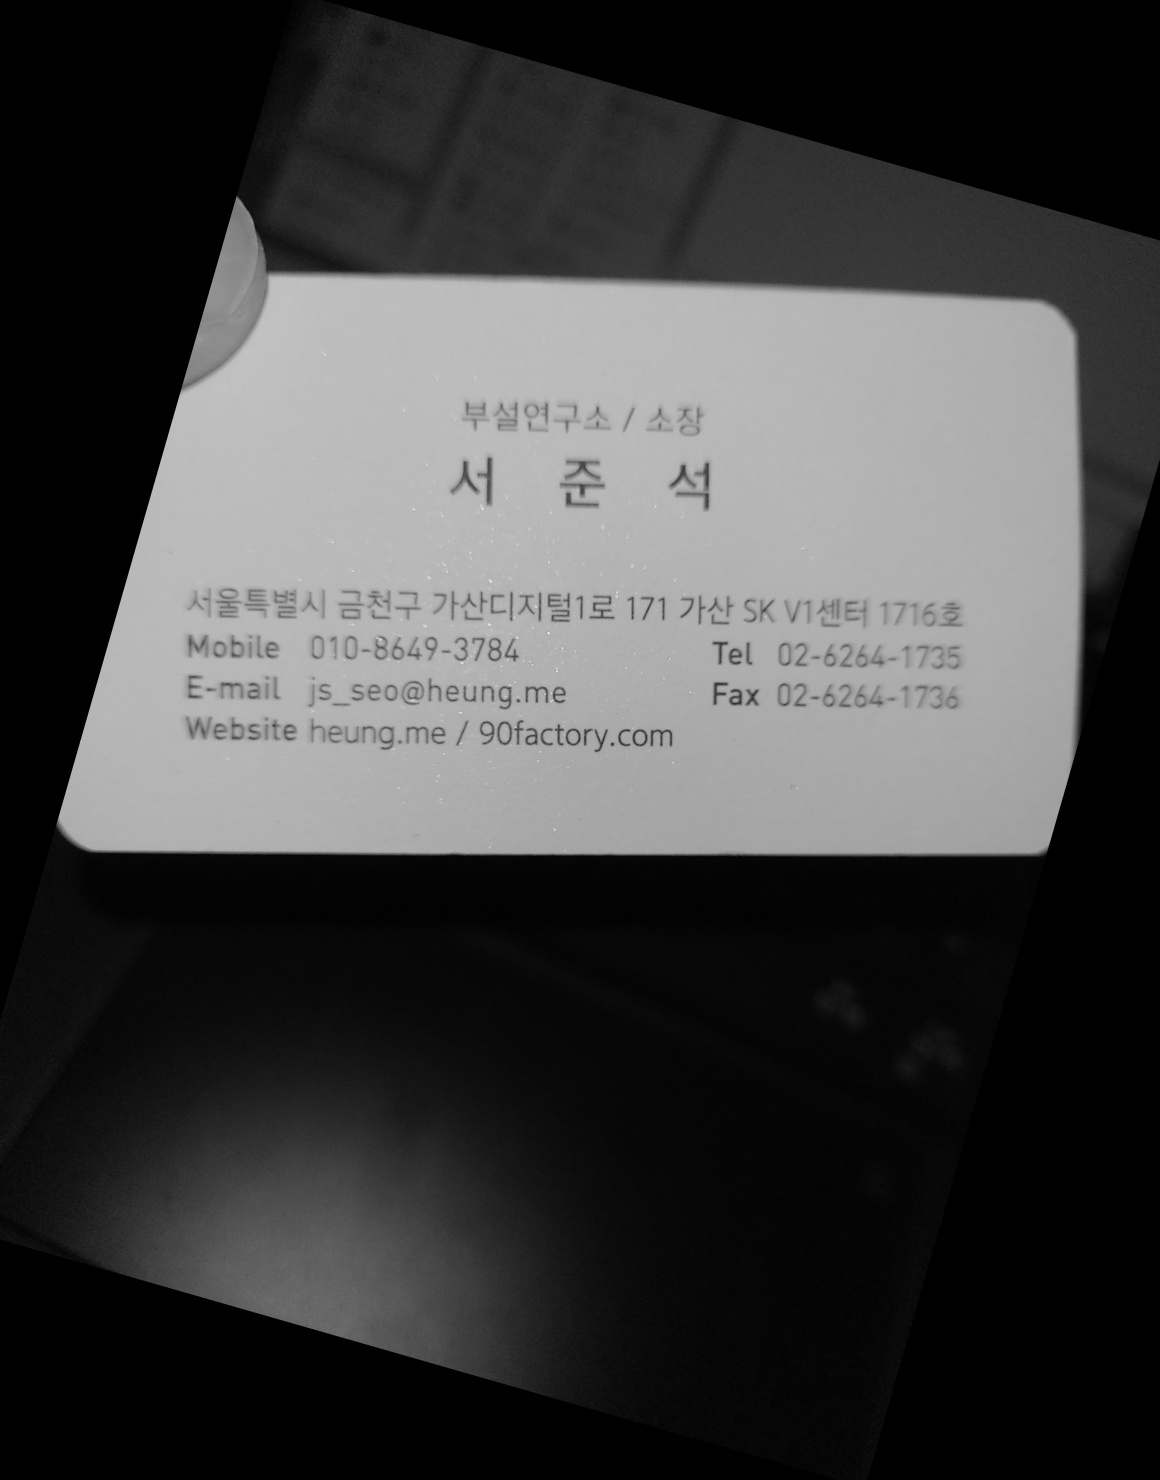 부설연구소 / 소장
서 준 석
서울특별시 금천구 가산디지털1로 171 가산 SK V1센터 1716호
Mobile 010-8649-3784 Tel 02-6264-1735
E-mail js_seo@heung.me Fax 02-6264-1736
Website heung.me / 90factory.com